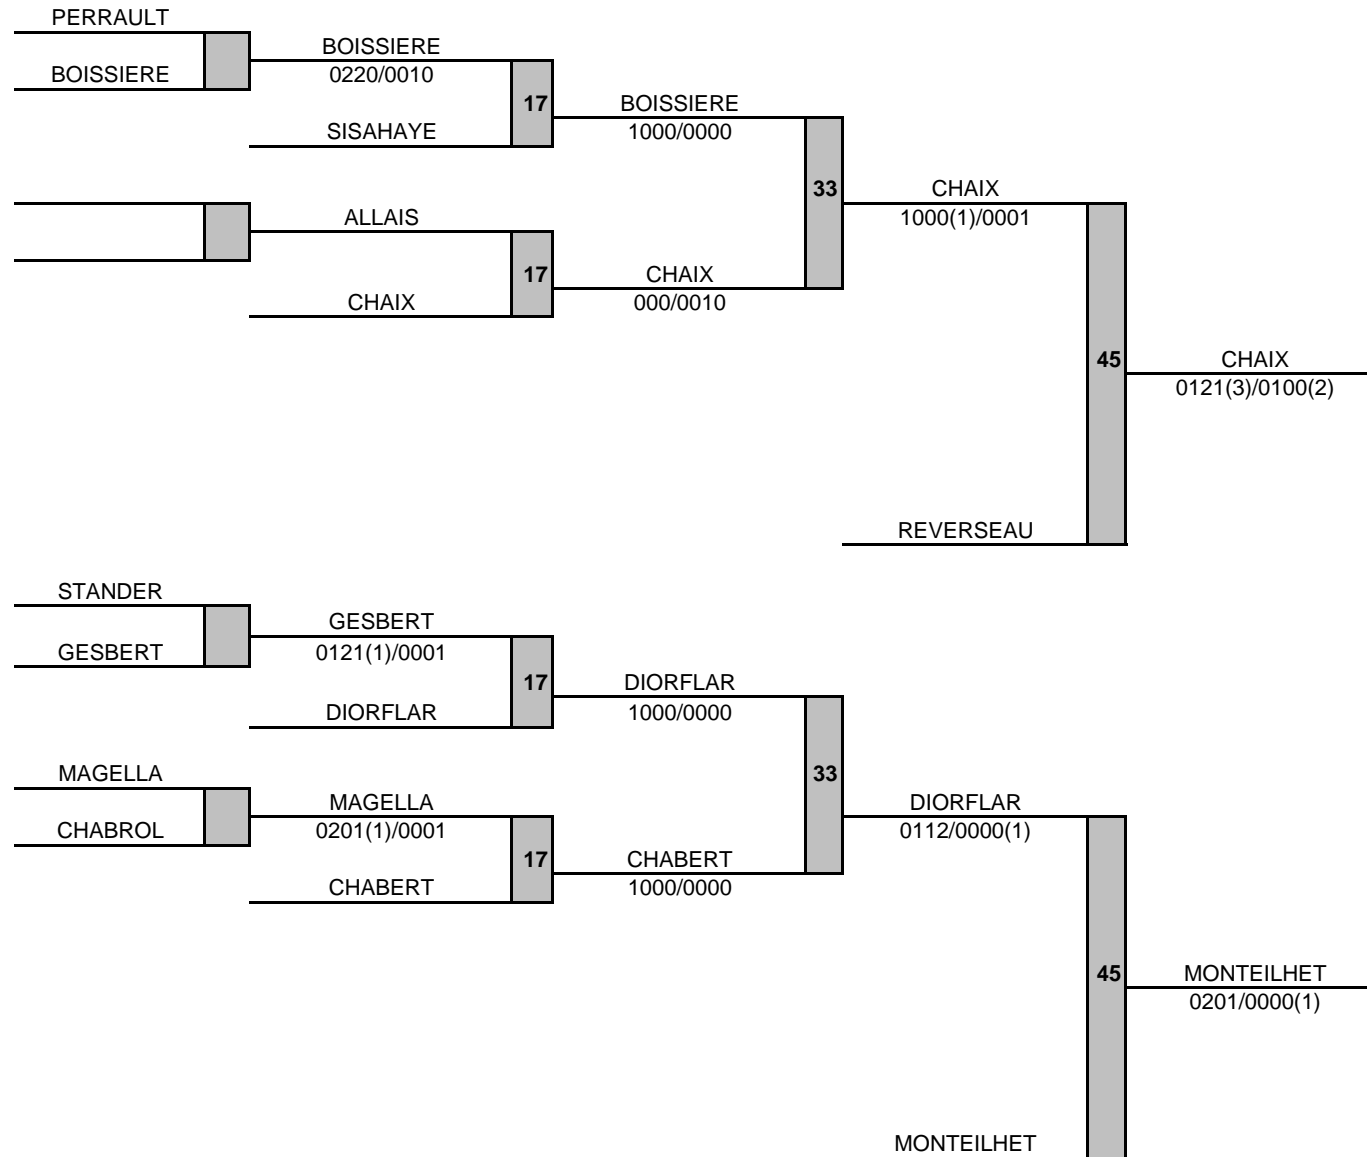 PERRAULT
BOISSIERE
BOISSIERE
0220/0010
17
SISAHAYE
BOISSIERE
1000/0000
33
ALLAIS
17
CHAIX
CHAIX
000/0010
CHAIX
1000(1)/0001
45
CHAIX
0121(3)/0100(2)
REVERSEAU
STANDER
GESBERT
GESBERT
0121(1)/0001
17
DIORFLAR
DIORFLAR
1000/0000
33
MAGELLA
CHABROL
MAGELLA
0201(1)/0001
17
CHABERT
CHABERT
1000/0000
DIORFLAR
0112/0000(1)
45
MONTEILHET
0201/0000(1)
MONTEILHET